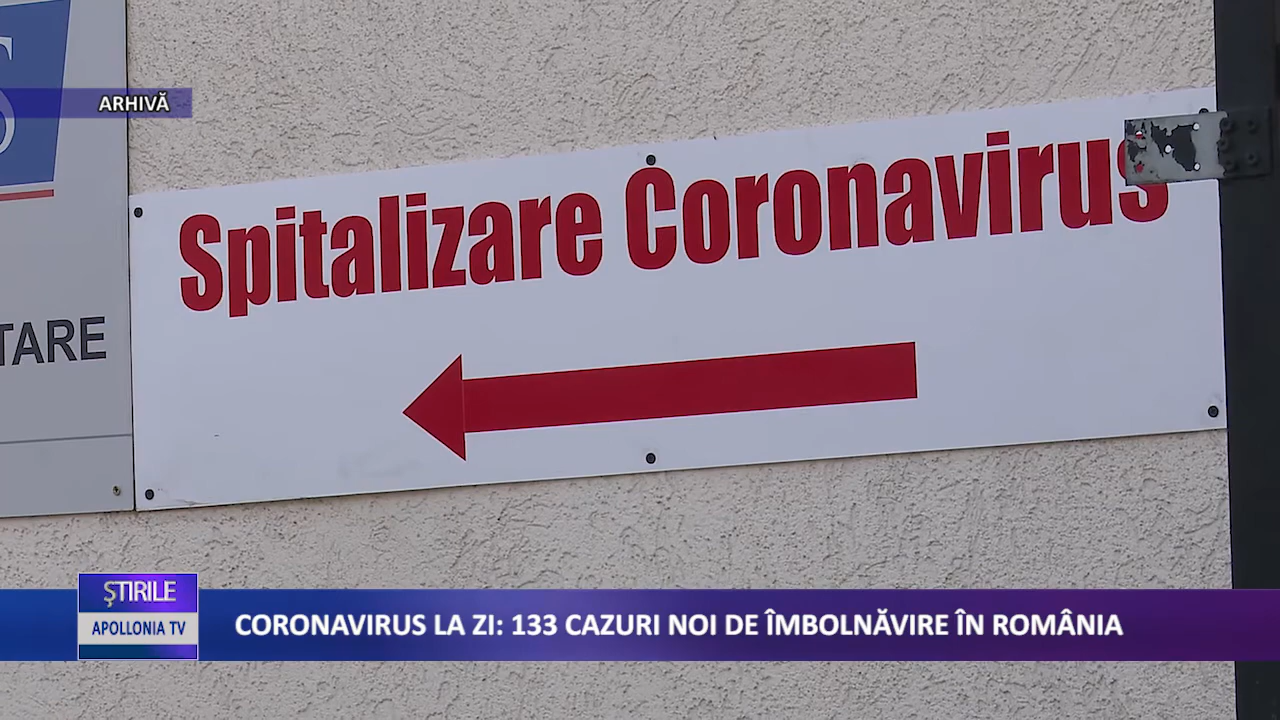 ARHIVĂ
Spitalizare Coronavirus
TARE
ŞTIRILE
APOLLONIA TV
CORONAVIRUS LA ZI: 133 CAZURI NOI DE ÎMBOLNĂVIRE ÎN ROMÂNIA